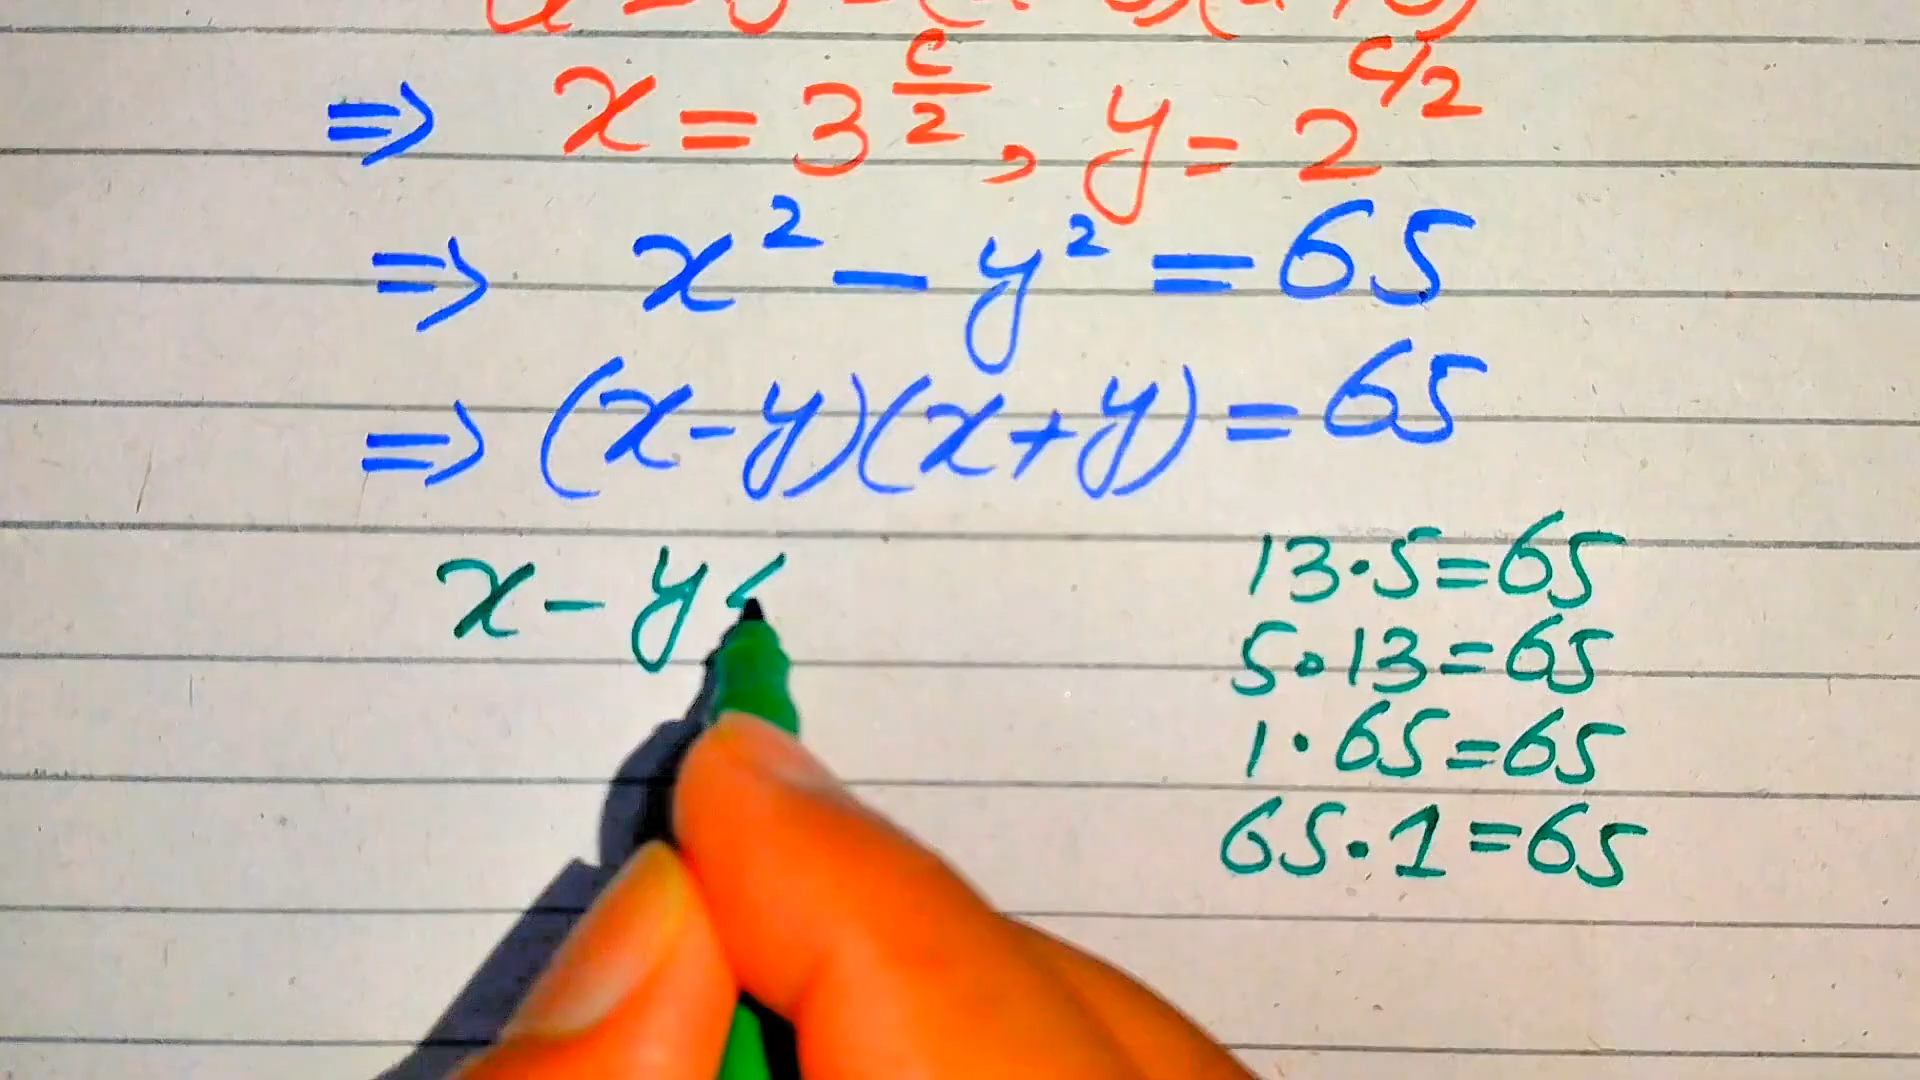 ⇒ x = 3^(c/2), y = 2^(c/2)
⇒ x² − y² = 65
⇒ (x-y)(x+y) = 65
x − y <
13·5=65
5·13=65
1·65=65
65·1=65